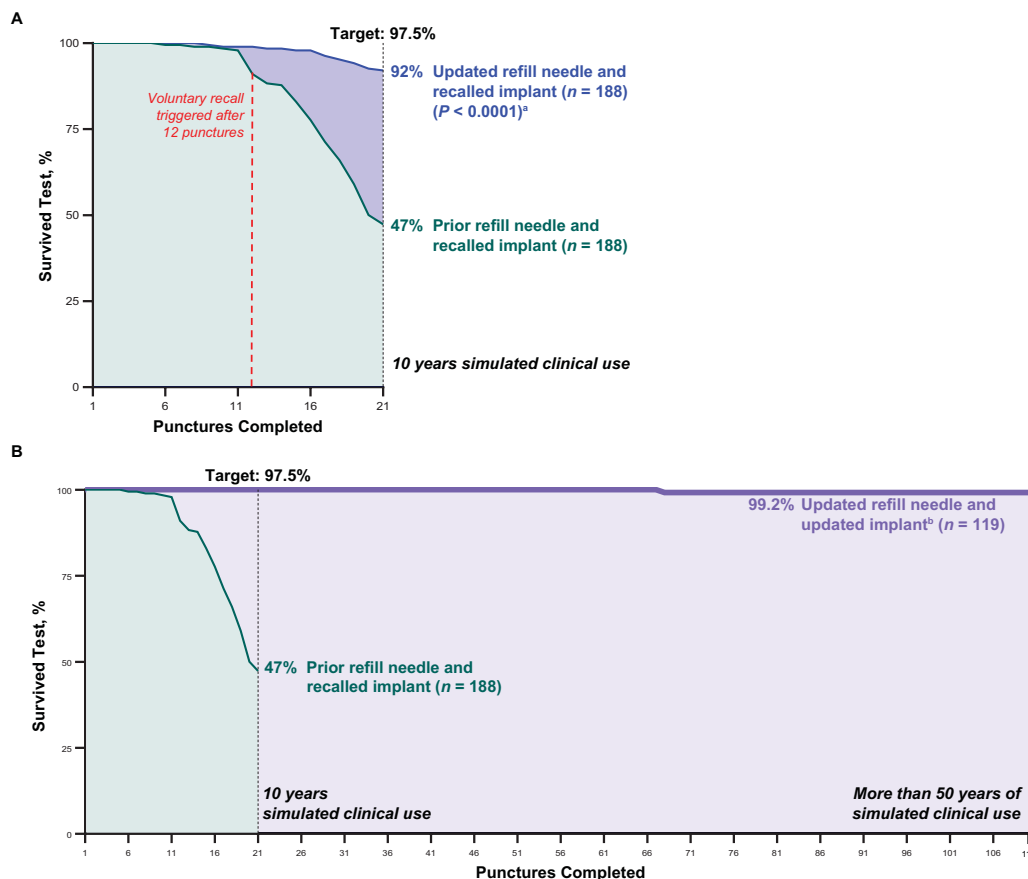 A
Target: 97.5%
100
92% Updated refill needle and
recalled implant (n = 188)
(P < 0.0001)ᵃ
Voluntary recall
triggered after
12 punctures
75
Survived Test, %
50
47% Prior refill needle and
recalled implant (n = 188)
25
10 years simulated clinical use
0
1 6 11 16 21
Punctures Completed
B
Target: 97.5%
100
99.2% Updated refill needle and
updated implantᵇ (n = 119)
75
Survived Test, %
50
47% Prior refill needle and
recalled implant (n = 188)
25
10 years
simulated clinical use
More than 50 years of
simulated clinical use
0
1 6 11 16 21 26 31 36 41 46 51 56 61 66 71 76 81 86 91 96 101 106
Punctures Completed